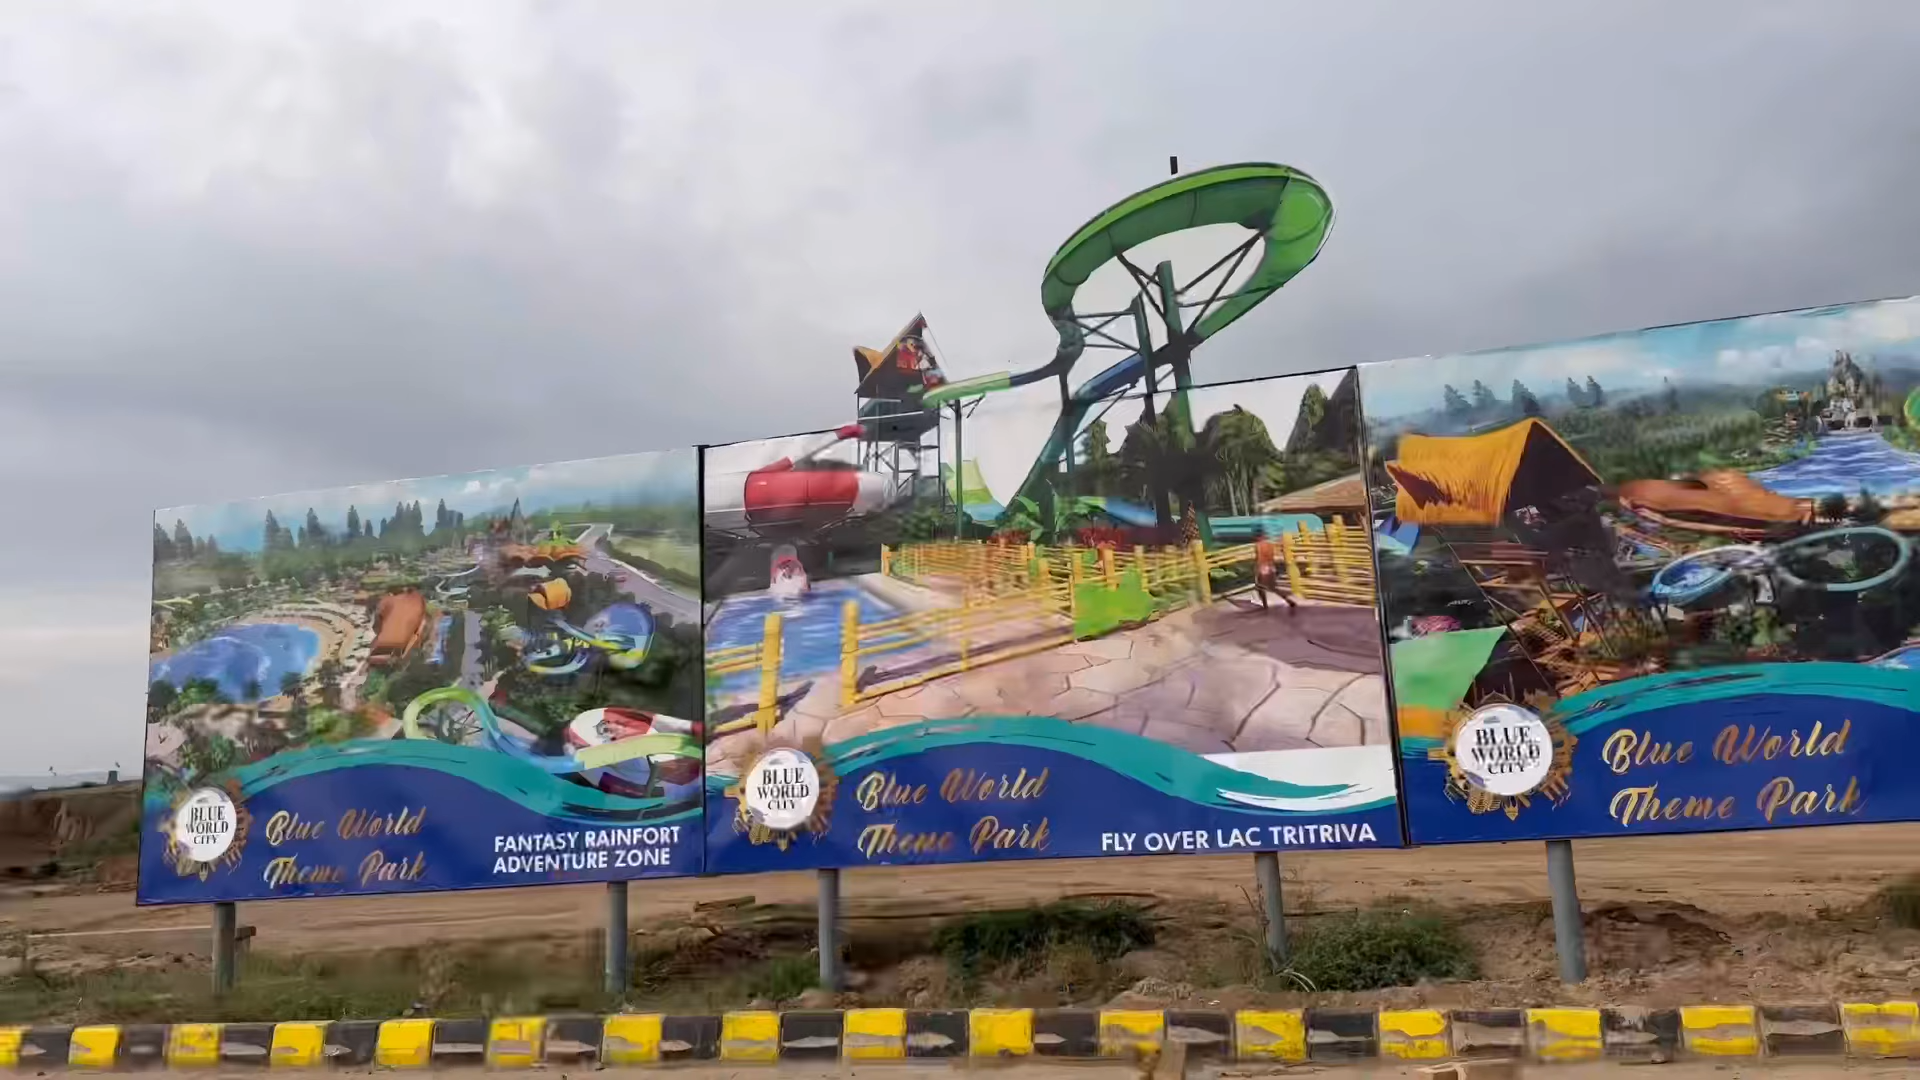 BLUE
WORLD
CITY
Blue World
Theme Park
FANTASY RAINFORT
ADVENTURE ZONE
BLUE
WORLD
CITY
Blue World
Theme Park
FLY OVER LAC TRITRIVA
BLUE
WORLD
CITY
Blue World
Theme Park